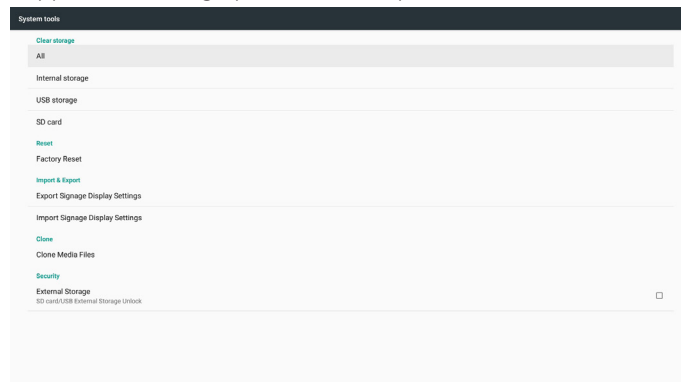 System tools
Clear storage
All
Internal storage
USB storage
SD card
Reset
Factory Reset
Import & Export
Export Signage Display Settings
Import Signage Display Settings
Clone
Clone Media Files
Security
External Storage
SD card/USB External Storage Unlock